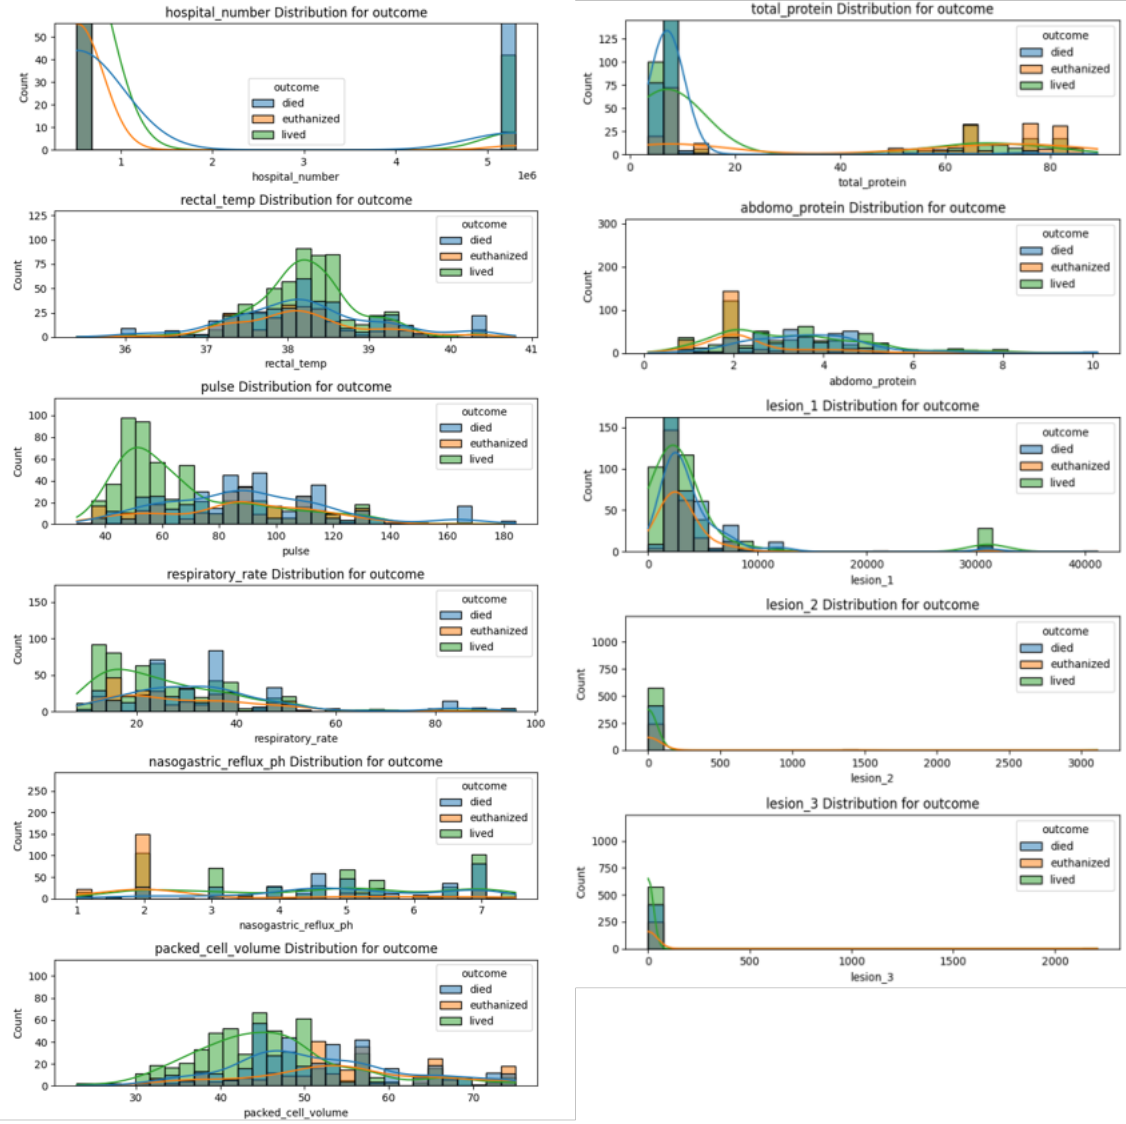 hospital_number Distribution for outcome
50
40
30
20
10
0
Count
outcome
died
euthanized
lived
1
2
3
4
5
1e6
hospital_number
rectal_temp Distribution for outcome
125
100
75
50
25
0
Count
outcome
died
euthanized
lived
36
37
38
39
40
41
rectal_temp
pulse Distribution for outcome
100
80
60
40
20
0
Count
outcome
died
euthanized
lived
40
60
80
100
120
140
160
180
pulse
respiratory_rate Distribution for outcome
150
100
50
0
Count
outcome
died
euthanized
lived
20
40
60
80
100
respiratory_rate
nasogastric_reflux_ph Distribution for outcome
250
200
150
100
50
0
Count
outcome
died
euthanized
lived
1
2
3
4
5
6
7
nasogastric_reflux_ph
packed_cell_volume Distribution for outcome
100
80
60
40
20
0
Count
outcome
died
euthanized
lived
30
40
50
60
70
packed_cell_volume
total_protein Distribution for outcome
125
100
75
50
25
0
Count
outcome
died
euthanized
lived
0
20
40
60
80
total_protein
abdomo_protein Distribution for outcome
300
200
100
0
Count
outcome
died
euthanized
lived
0
2
4
6
8
10
abdomo_protein
lesion_1 Distribution for outcome
150
100
50
0
Count
outcome
died
euthanized
lived
0
10000
20000
30000
40000
lesion_1
lesion_2 Distribution for outcome
1000
750
500
250
0
Count
outcome
died
euthanized
lived
0
500
1000
1500
2000
2500
3000
lesion_2
lesion_3 Distribution for outcome
1000
750
500
250
0
Count
outcome
died
euthanized
lived
0
500
1000
1500
2000
lesion_3